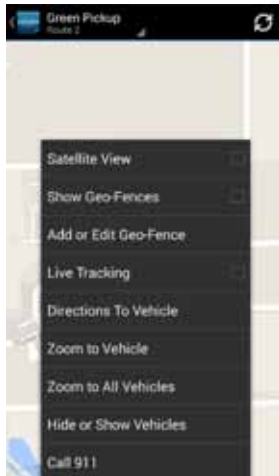 Green Pickup
Route 2
Satellite View
Show Geo-Fences
Add or Edit Geo-Fence
Live Tracking
Directions To Vehicle
Zoom to Vehicle
Zoom to All Vehicles
Hide or Show Vehicles
Call 911